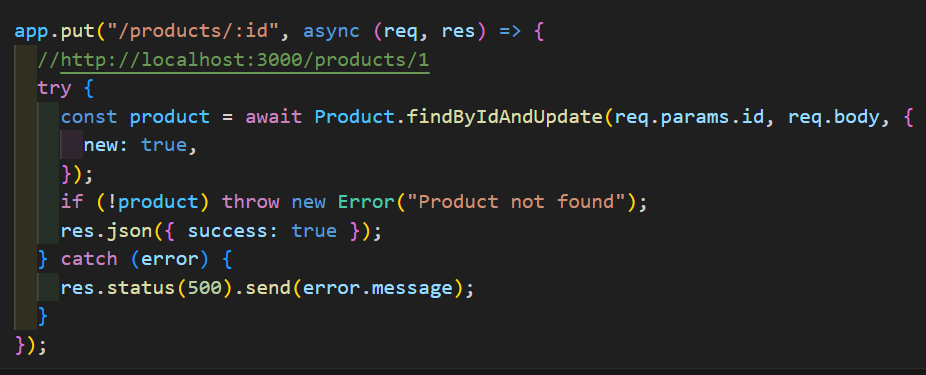 app.put("/products/:id", async (req, res) => {
  //http://localhost:3000/products/1
  try {
    const product = await Product.findByIdAndUpdate(req.params.id, req.body, {
      new: true,
    });
    if (!product) throw new Error("Product not found");
    res.json({ success: true });
  } catch (error) {
    res.status(500).send(error.message);
  }
});